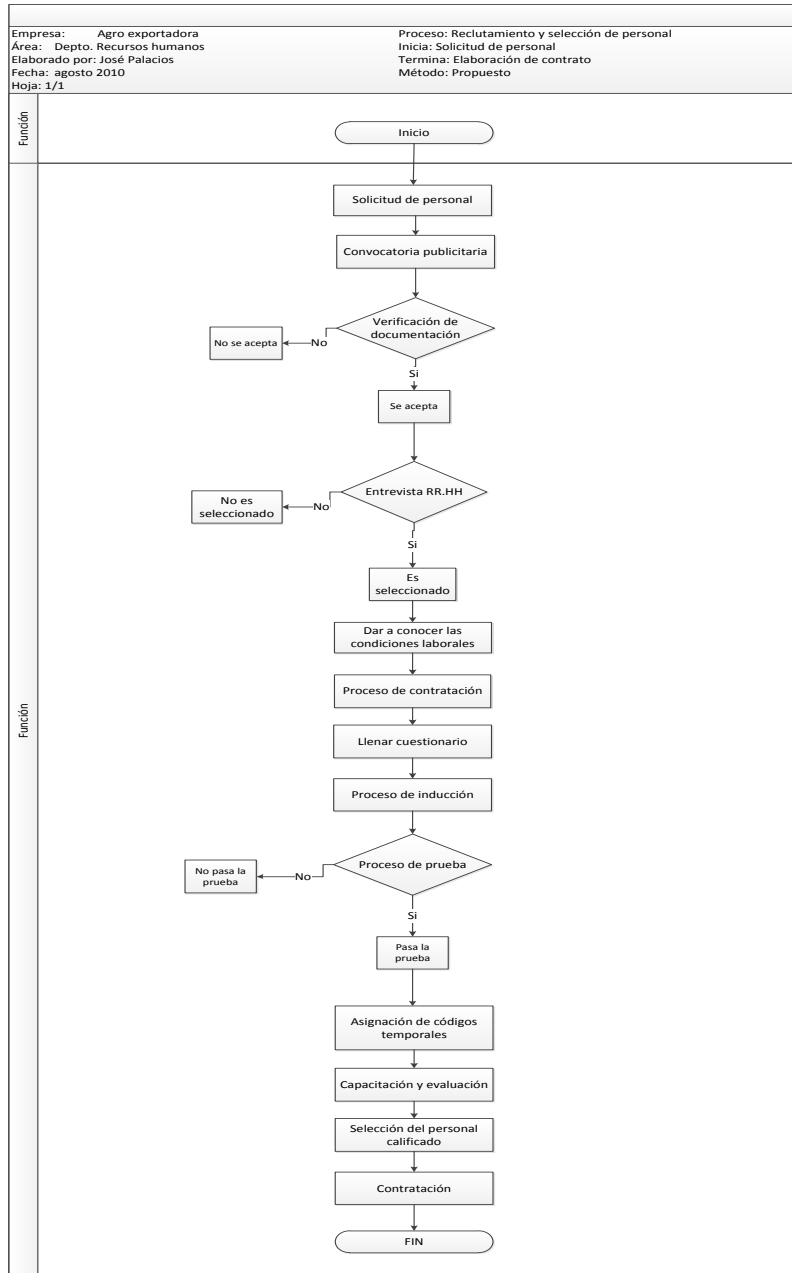 Empresa: Agro exportadora
Área: Depto. Recursos humanos
Elaborado por: José Palacios
Fecha: agosto 2010
Hoja: 1/1
Proceso: Reclutamiento y selección de personal
Inicia: Solicitud de personal
Termina: Elaboración de contrato
Método: Propuesto
Función
Inicio
Función
Solicitud de personal
Convocatoria publicitaria
Verificación de
documentación
No
No se acepta
Si
Se acepta
Entrevista RR.HH
No
No es
seleccionado
Si
Es
seleccionado
Dar a conocer las
condiciones laborales
Proceso de contratación
Llenar cuestionario
Proceso de inducción
Proceso de prueba
No
No pasa la
prueba
Si
Pasa la
prueba
Asignación de códigos
temporales
Capacitación y evaluación
Selección del personal
calificado
Contratación
FIN